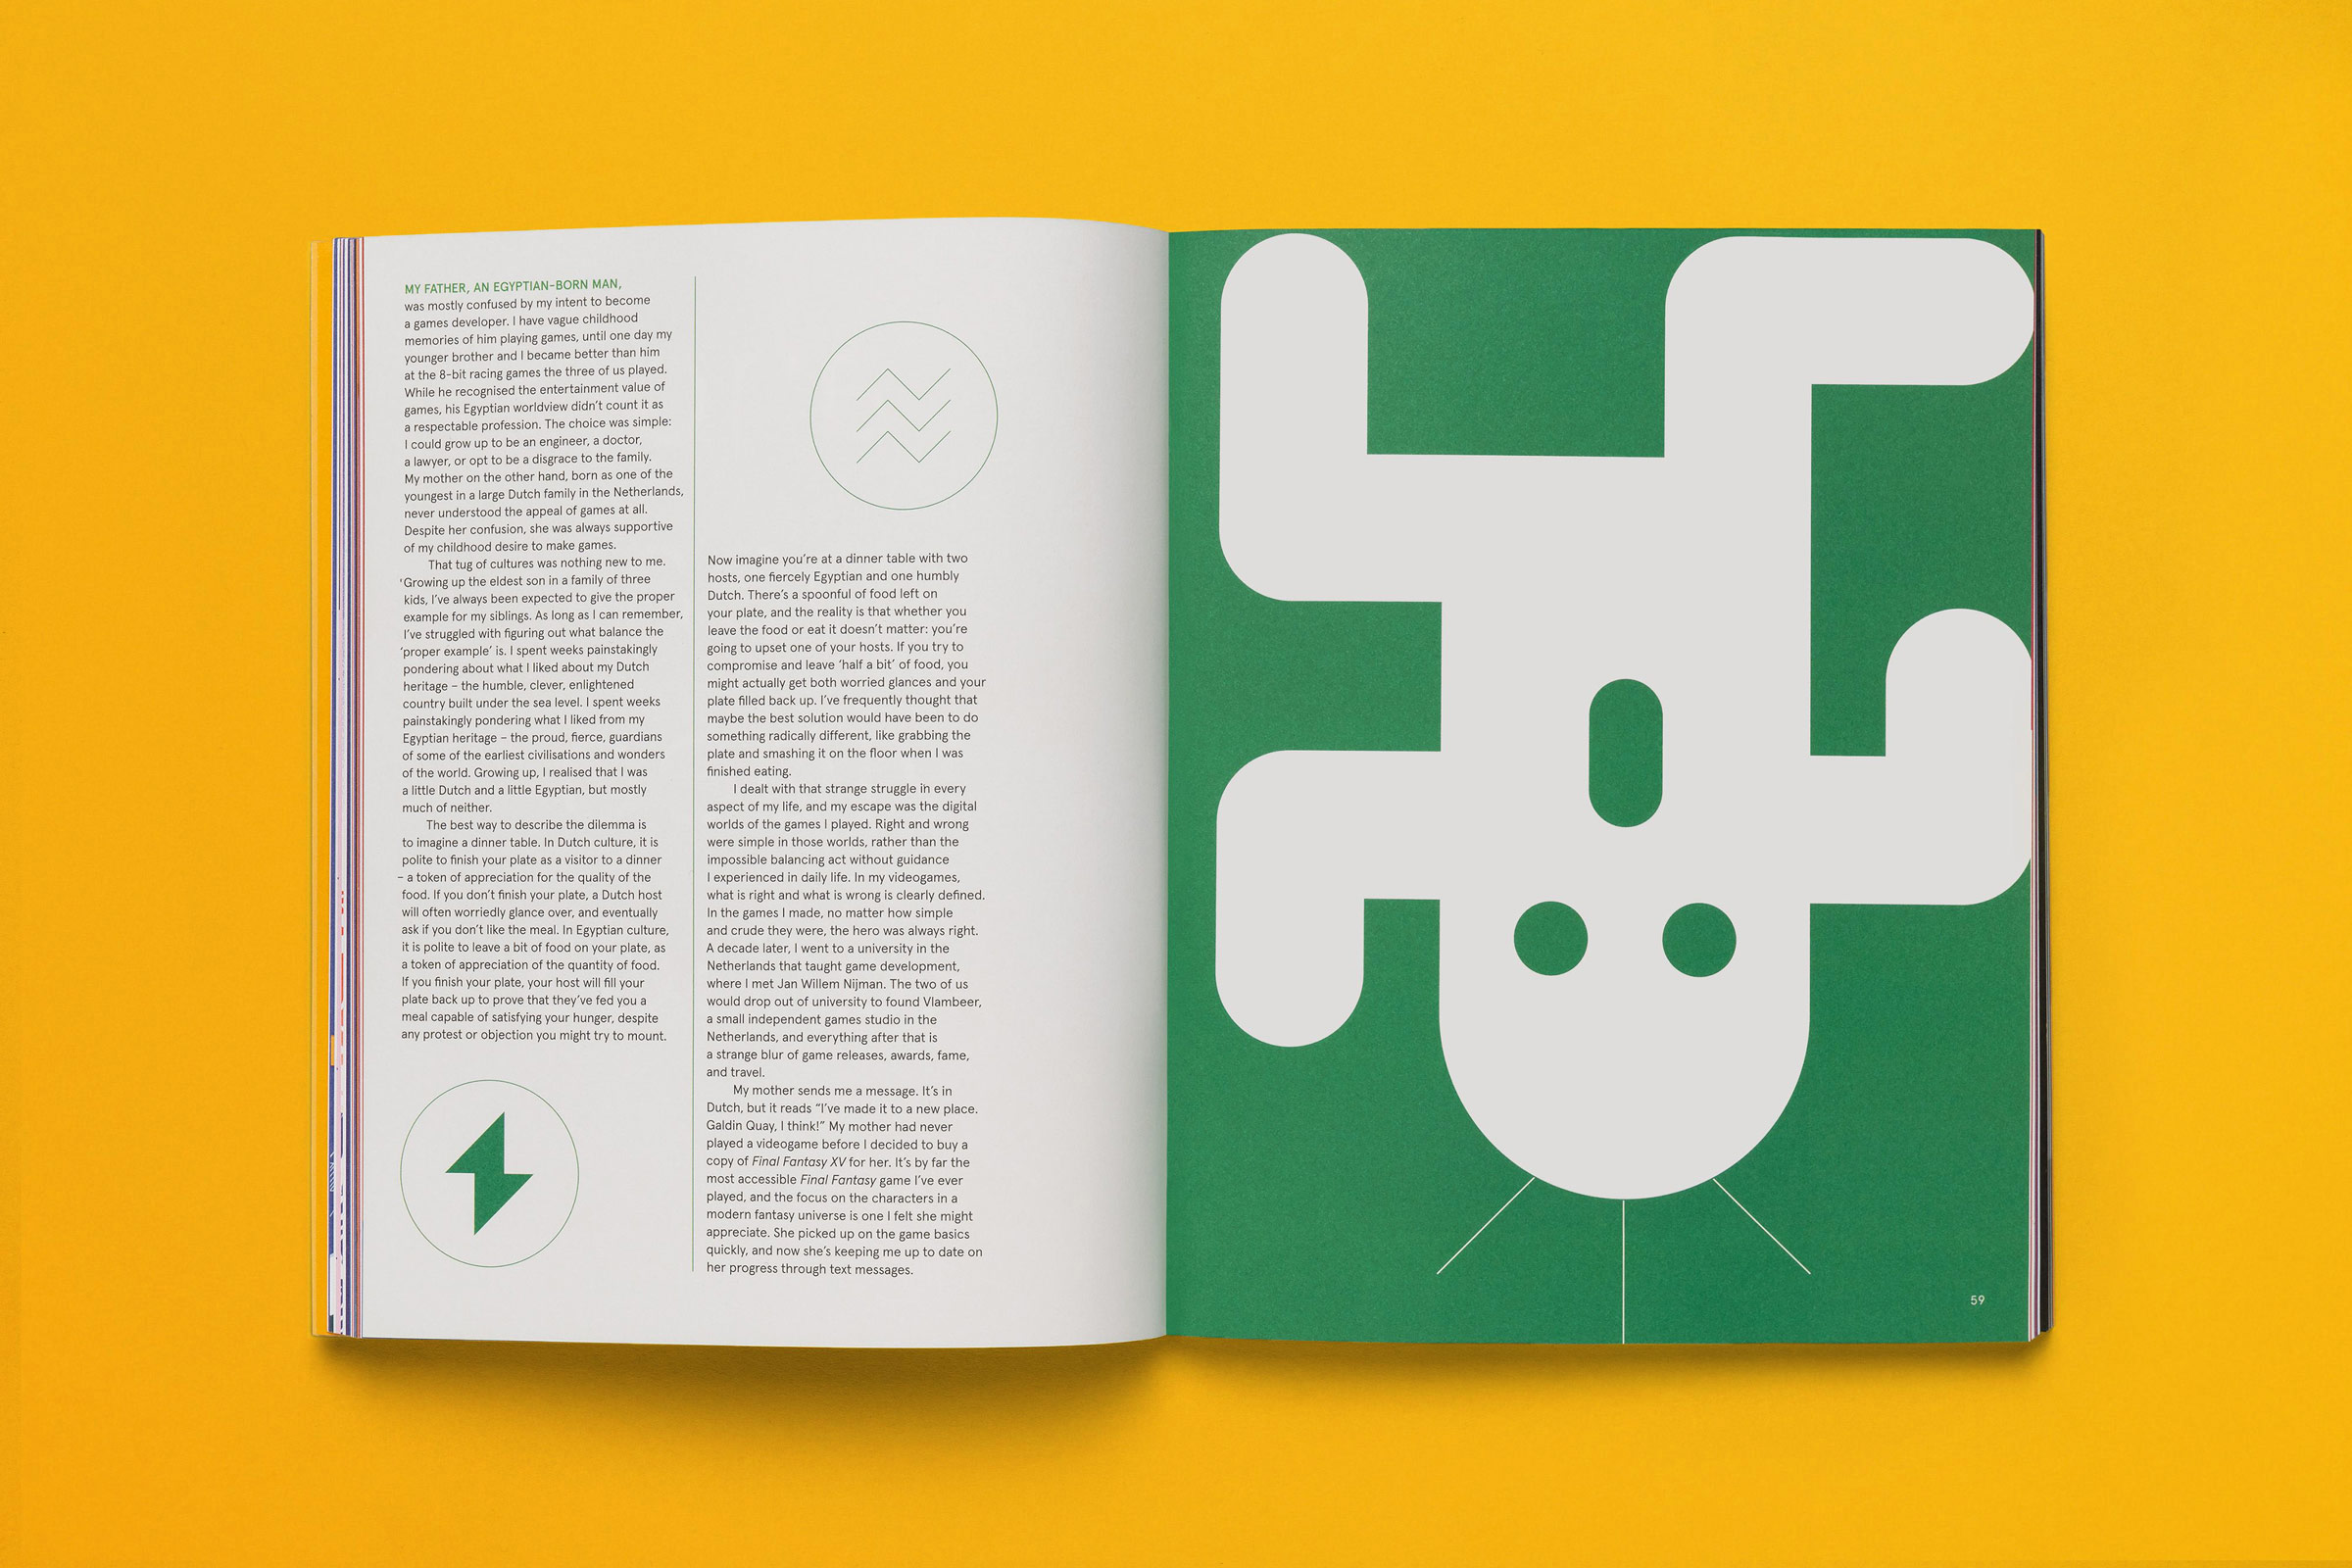 MY FATHER, AN EGYPTIAN-BORN MAN,
was mostly confused by my intent to become
a games developer. I have vague childhood
memories of him playing games, until one day my
younger brother and I became better than him
at the 8-bit racing games the three of us played.
While he recognised the entertainment value of
games, his Egyptian worldview didn’t count it as
a respectable profession. The choice was simple:
I could grow up to be an engineer, a doctor,
a lawyer, or opt to be a disgrace to the family.
My mother on the other hand, born as one of the
youngest in a large Dutch family in the Netherlands,
never understood the appeal of games at all.
Despite her confusion, she was always supportive
of my childhood desire to make games.
That tug of cultures was nothing new to me.
‘Growing up the eldest son in a family of three
kids, I’ve always been expected to give the proper
example for my siblings. As long as I can remember,
I’ve struggled with figuring out what balance the
‘proper example’ is. I spent weeks painstakingly
pondering about what I liked about my Dutch
heritage – the humble, clever, enlightened
country built under the sea level. I spent weeks
painstakingly pondering what I liked from my
Egyptian heritage – the proud, fierce, guardians
of some of the earliest civilisations and wonders
of the world. Growing up, I realised that I was
a little Dutch and a little Egyptian, but mostly
much of neither.
The best way to describe the dilemma is
to imagine a dinner table. In Dutch culture, it is
polite to finish your plate as a visitor to a dinner
– a token of appreciation for the quality of the
food. If you don’t finish your plate, a Dutch host
will often worriedly glance over, and eventually
ask if you don’t like the meal. In Egyptian culture,
it is polite to leave a bit of food on your plate, as
a token of appreciation of the quantity of food.
If you finish your plate, your host will fill your
plate back up to prove that they’ve fed you a
meal capable of satisfying your hunger, despite
any protest or objection you might try to mount.
Now imagine you’re at a dinner table with two
hosts, one fiercely Egyptian and one humbly
Dutch. There’s a spoonful of food left on
your plate, and the reality is that whether you
leave the food or eat it doesn’t matter: you’re
going to upset one of your hosts. If you try to
compromise and leave ‘half a bit’ of food, you
might actually get both worried glances and your
plate filled back up. I’ve frequently thought that
maybe the best solution would have been to do
something radically different, like grabbing the
plate and smashing it on the floor when I was
finished eating.
I dealt with that strange struggle in every
aspect of my life, and my escape was the digital
worlds of the games I played. Right and wrong
were simple in those worlds, rather than the
impossible balancing act without guidance
I experienced in daily life. In my videogames,
what is right and what is wrong is clearly defined.
In the games I made, no matter how simple
and crude they were, the hero was always right.
A decade later, I went to a university in the
Netherlands that taught game development,
where I met Jan Willem Nijman. The two of us
would drop out of university to found Vlambeer,
a small independent games studio in the
Netherlands, and everything after that is
a strange blur of game releases, awards, fame,
and travel.
My mother sends me a message. It’s in
Dutch, but it reads “I’ve made it to a new place.
Galdin Quay, I think!” My mother had never
played a videogame before I decided to buy a
copy of Final Fantasy XV for her. It’s by far the
most accessible Final Fantasy game I’ve ever
played, and the focus on the characters in a
modern fantasy universe is one I felt she might
appreciate. She picked up on the game basics
quickly, and now she’s keeping me up to date on
her progress through text messages.
59